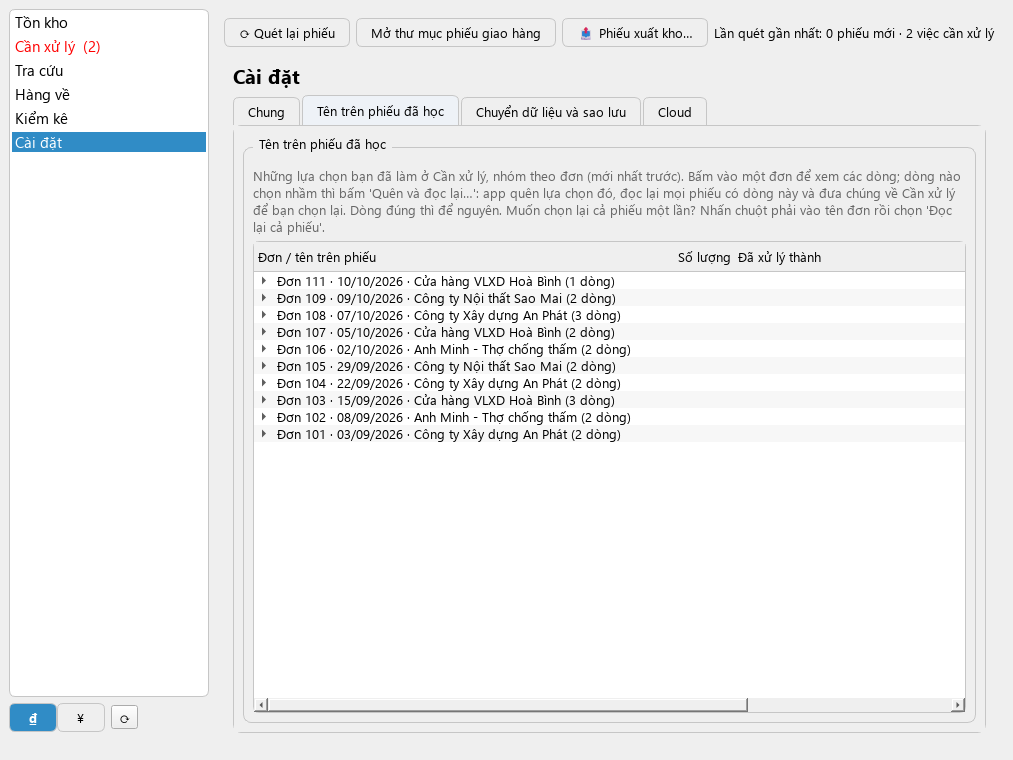 Tồn kho
Cần xử lý (2)
Tra cứu
Hàng về
Kiểm kê
Cài đặt
⟳ Quét lại phiếu
Mở thư mục phiếu giao hàng
Phiếu xuất kho...
Lần quét gần nhất: 0 phiếu mới · 2 việc cần xử lý
Cài đặt
Chung
Tên trên phiếu đã học
Chuyển dữ liệu và sao lưu
Cloud
Tên trên phiếu đã học
Những lựa chọn bạn đã làm ở Cần xử lý, nhóm theo đơn (mới nhất trước). Bấm vào một đơn để xem các dòng; dòng nào
chọn nhầm thì bấm 'Quên và đọc lại...': app quên lựa chọn đó, đọc lại mọi phiếu có dòng này và đưa chúng về Cần xử lý
để bạn chọn lại. Dòng đúng thì để nguyên. Muốn chọn lại cả phiếu một lần? Nhấn chuột phải vào tên đơn rồi chọn 'Đọc
lại cả phiếu'.
Đơn / tên trên phiếu Số lượng Đã xử lý thành
Đơn 111 · 10/10/2026 · Cửa hàng VLXD Hoà Bình (1 dòng)
Đơn 109 · 09/10/2026 · Công ty Nội thất Sao Mai (2 dòng)
Đơn 108 · 07/10/2026 · Công ty Xây dựng An Phát (3 dòng)
Đơn 107 · 05/10/2026 · Cửa hàng VLXD Hoà Bình (2 dòng)
Đơn 106 · 02/10/2026 · Anh Minh - Thợ chống thấm (2 dòng)
Đơn 105 · 29/09/2026 · Công ty Nội thất Sao Mai (2 dòng)
Đơn 104 · 22/09/2026 · Công ty Xây dựng An Phát (2 dòng)
Đơn 103 · 15/09/2026 · Cửa hàng VLXD Hoà Bình (3 dòng)
Đơn 102 · 08/09/2026 · Anh Minh - Thợ chống thấm (2 dòng)
Đơn 101 · 03/09/2026 · Công ty Xây dựng An Phát (2 dòng)
₫
¥
⟳